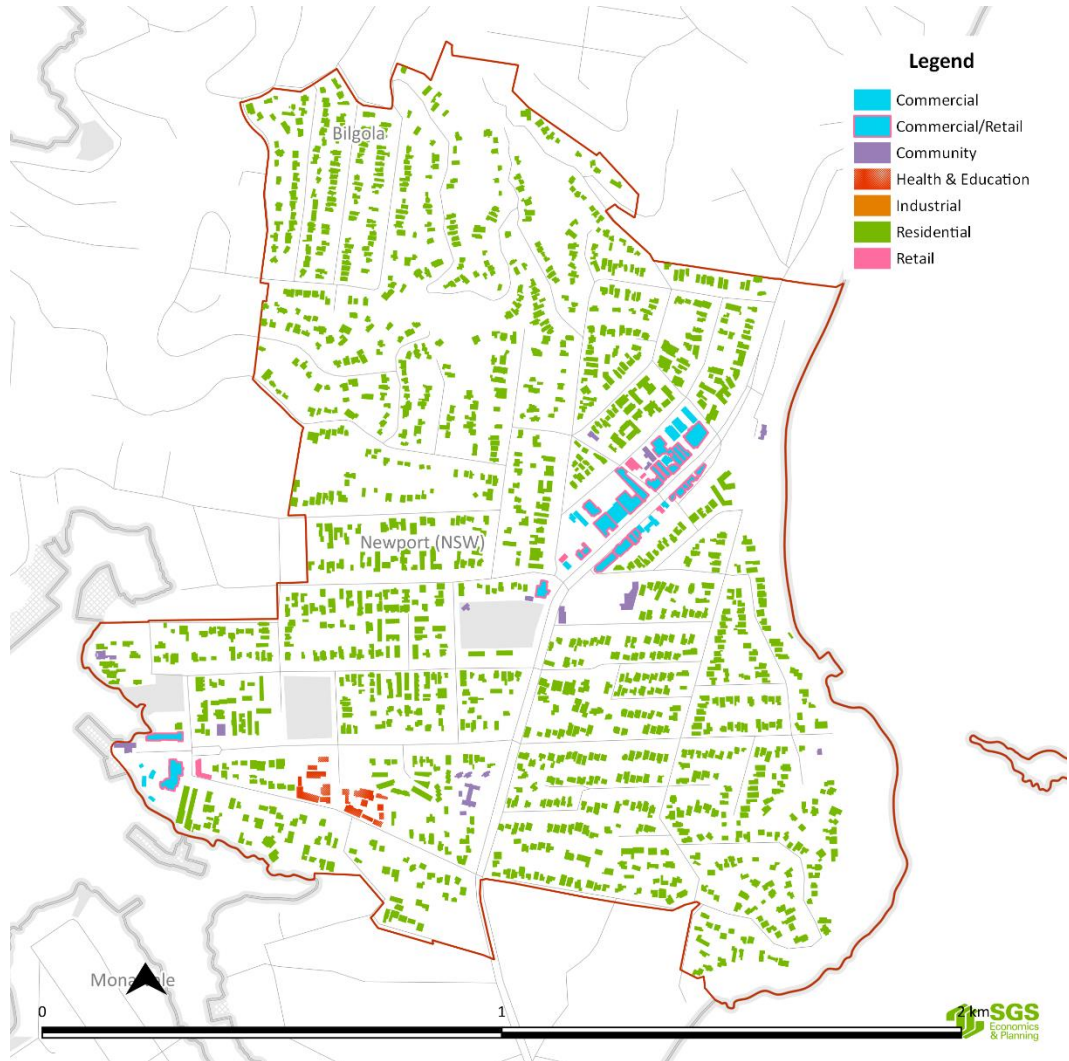 Legend
Commercial
Commercial/Retail
Community
Health & Education
Industrial
Residential
Retail
Bilgola
Newport (NSW)
0
1
2 km
SGS
Economics
& Planning